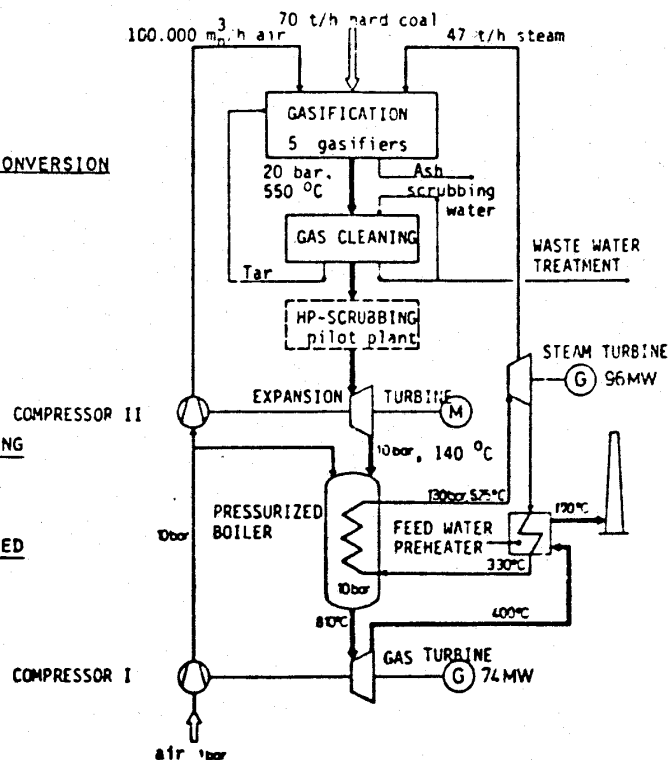 70 t/h hard coal
100.000 m³n/h air
47 t/h steam
GASIFICATION
5 gasifiers
ONVERSION
20 bar,
550 °C
Ash
scrubbing
water
GAS CLEANING
WASTE WATER
TREATMENT
Tar
HP-SCRUBBING
pilot plant
STEAM TURBINE
G 96MW
EXPANSION TURBINE
M
COMPRESSOR II
NG
10bar, 140 °C
130bar, 525°C
PRESSURIZED
BOILER
170°C
FEED WATER
PREHEATER
ED
10bar
330°C
10bar
810°C
400°C
GAS TURBINE
COMPRESSOR I
G 74MW
air 1bar